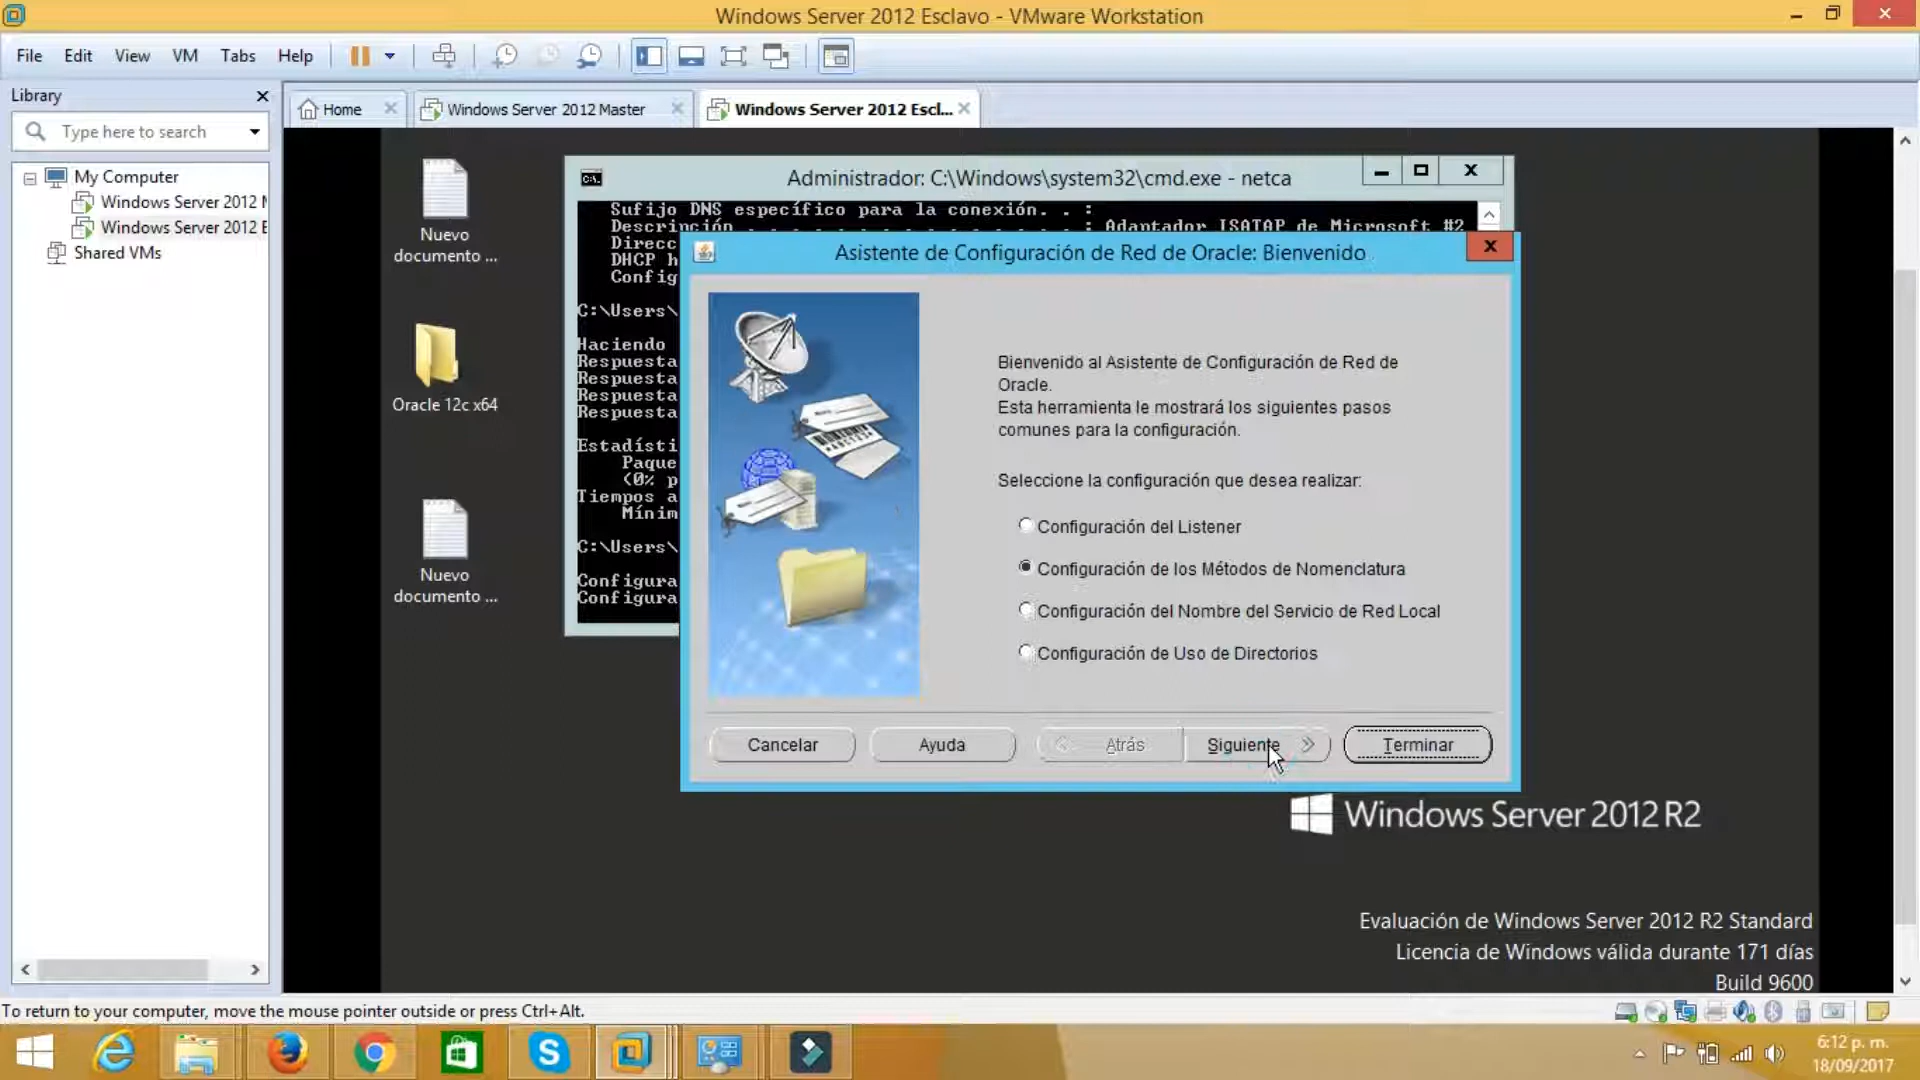 Windows Server 2012 Esclavo - VMware Workstation
File Edit View VM Tabs Help
Library
Type here to search
My Computer
Windows Server 2012 M
Windows Server 2012 E
Shared VMs
Home
Windows Server 2012 Master
Windows Server 2012 Escl...
Nuevo
documento ...
Oracle 12c x64
Nuevo
documento ...
Administrador: C:\Windows\system32\cmd.exe - netca
Sufijo DNS específico para la conexión. . :
Descripción . . . . . . . . . . . . . . . : Adaptador ISATAP de Microsoft #2
Direcc
DHCP h
Config
C:\Users\
Haciendo
Respuesta
Respuesta
Respuesta
Respuesta
Estadísti
Paque
(0% p
Tiempos a
Mínim
C:\Users\
Configura
Configura
Asistente de Configuración de Red de Oracle: Bienvenido
Bienvenido al Asistente de Configuración de Red de
Oracle.
Esta herramienta le mostrará los siguientes pasos
comunes para la configuración.
Seleccione la configuración que desea realizar:
Configuración del Listener
Configuración de los Métodos de Nomenclatura
Configuración del Nombre del Servicio de Red Local
Configuración de Uso de Directorios
Cancelar
Ayuda
Atrás
Siguiente
Terminar
Windows Server 2012 R2
Evaluación de Windows Server 2012 R2 Standard
Licencia de Windows válida durante 171 días
Build 9600
To return to your computer, move the mouse pointer outside or press Ctrl+Alt.
6:12 p. m.
18/09/2017